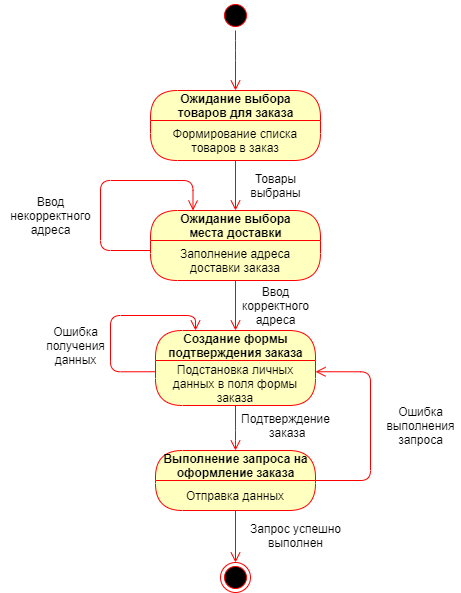 Ожидание выбора
товаров для заказа
Формирование списка
товаров в заказ
Товары
выбраны
Ввод
некорректного
адреса
Ожидание выбора
места доставки
Заполнение адреса
доставки заказа
Ввод
корректного
адреса
Ошибка
получения
данных
Создание формы
подтверждения заказа
Подстановка личных
данных в поля формы
заказа
Подтверждение
заказа
Ошибка
выполнения
запроса
Выполнение запроса на
оформление заказа
Отправка данных
Запрос успешно
выполнен